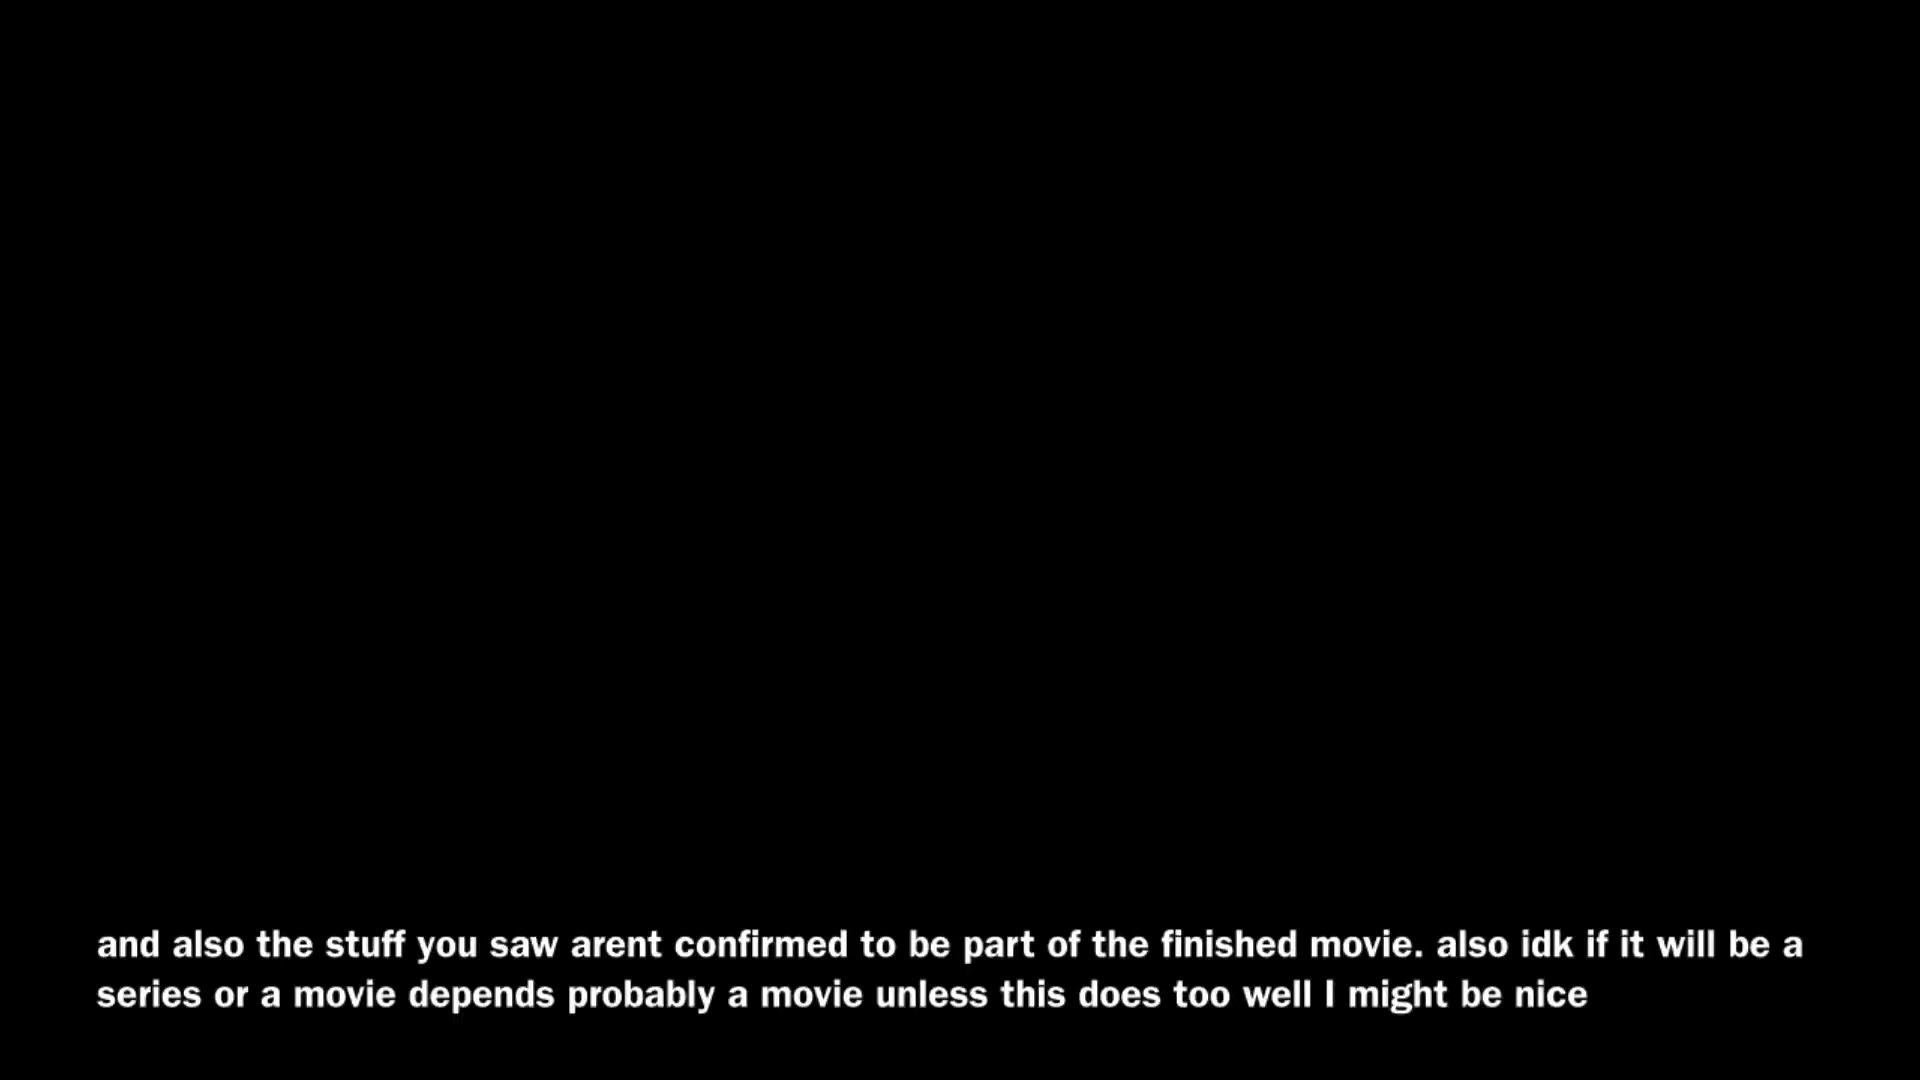 and also the stuff you saw arent confirmed to be part of the finished movie. also idk if it will be a
series or a movie depends probably a movie unless this does too well I might be nice